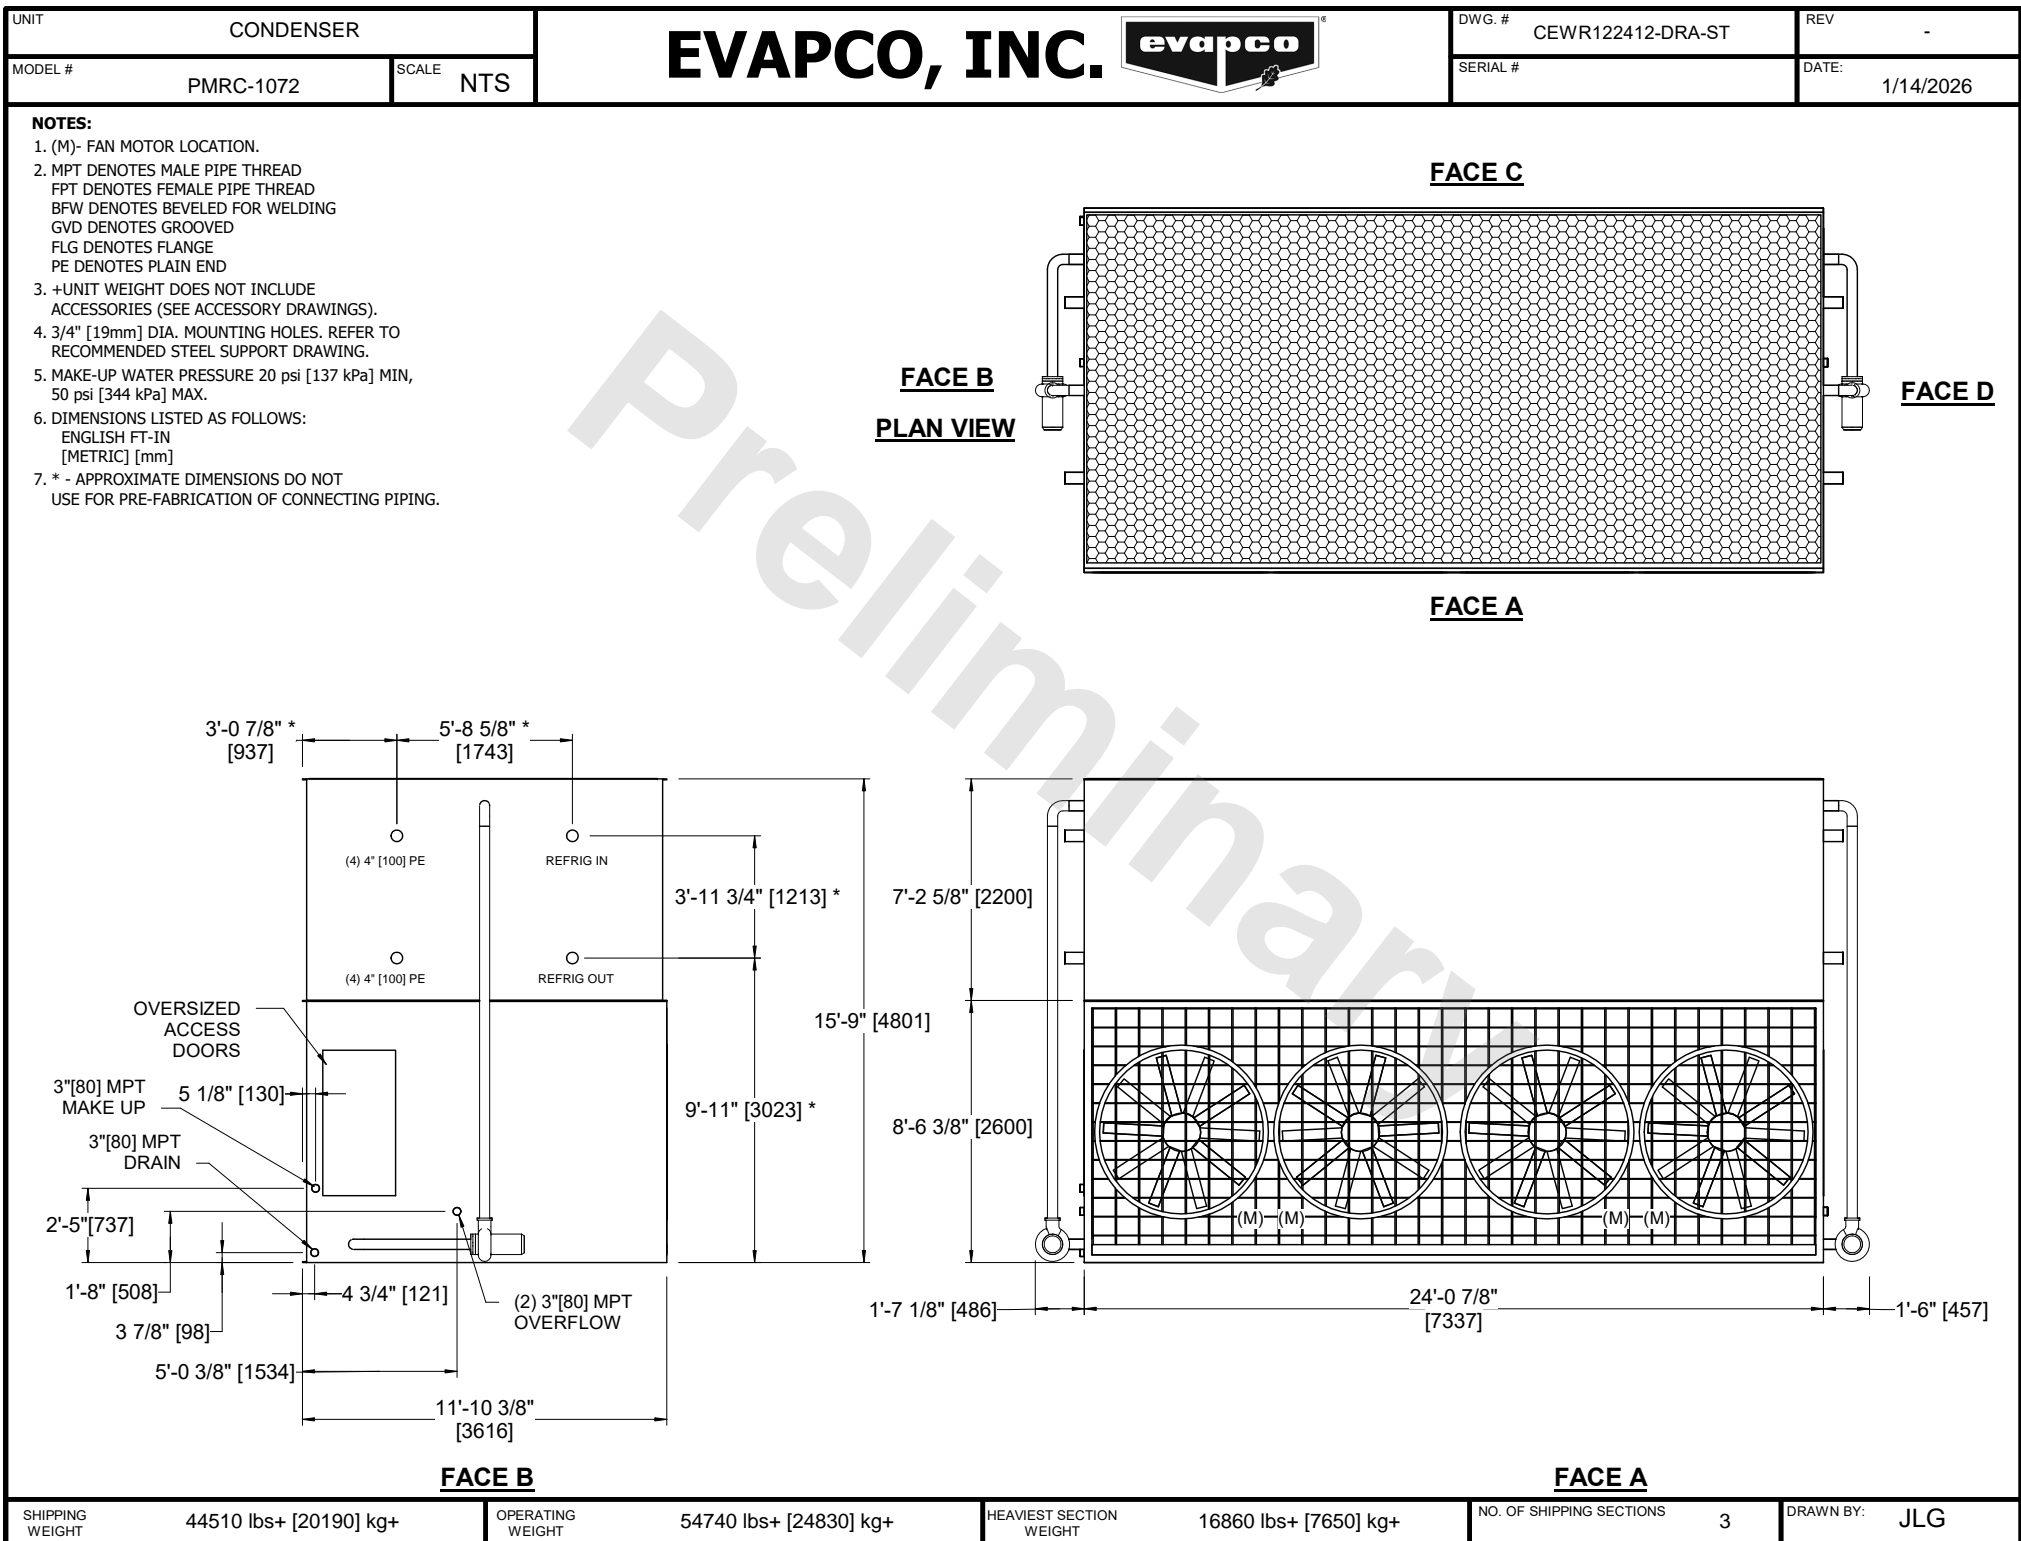 UNIT
CONDENSER
MODEL #
PMRC-1072
SCALE
NTS
EVAPCO, INC.
evapco
®
DWG. #
CEWR122412-DRA-ST
REV
-
SERIAL #
DATE:
1/14/2026
NOTES:
1. (M)- FAN MOTOR LOCATION.
2. MPT DENOTES MALE PIPE THREAD
FPT DENOTES FEMALE PIPE THREAD
BFW DENOTES BEVELED FOR WELDING
GVD DENOTES GROOVED
FLG DENOTES FLANGE
PE DENOTES PLAIN END
3. +UNIT WEIGHT DOES NOT INCLUDE
ACCESSORIES (SEE ACCESSORY DRAWINGS).
4. 3/4" [19mm] DIA. MOUNTING HOLES. REFER TO
RECOMMENDED STEEL SUPPORT DRAWING.
5. MAKE-UP WATER PRESSURE 20 psi [137 kPa] MIN,
50 psi [344 kPa] MAX.
6. DIMENSIONS LISTED AS FOLLOWS:
ENGLISH FT-IN
[METRIC] [mm]
7. * - APPROXIMATE DIMENSIONS DO NOT
USE FOR PRE-FABRICATION OF CONNECTING PIPING.
Preliminary
FACE C
FACE B
PLAN VIEW
FACE D
FACE A
3'-0 7/8" *
[937]
5'-8 5/8" *
[1743]
(4) 4" [100] PE
REFRIG IN
3'-11 3/4" [1213] *
(4) 4" [100] PE
REFRIG OUT
OVERSIZED
ACCESS
DOORS
15'-9" [4801]
3"[80] MPT
MAKE UP
5 1/8" [130]
9'-11" [3023] *
3"[80] MPT
DRAIN
2'-5"[737]
1'-8" [508]
4 3/4" [121]
(2) 3"[80] MPT
OVERFLOW
3 7/8" [98]
5'-0 3/8" [1534]
11'-10 3/8"
[3616]
FACE B
7'-2 5/8" [2200]
8'-6 3/8" [2600]
(M) (M) (M) (M)
1'-7 1/8" [486]
24'-0 7/8"
[7337]
1'-6" [457]
FACE A
SHIPPING
WEIGHT
44510 lbs+ [20190] kg+
OPERATING
WEIGHT
54740 lbs+ [24830] kg+
HEAVIEST SECTION
WEIGHT
16860 lbs+ [7650] kg+
NO. OF SHIPPING SECTIONS
3
DRAWN BY:
JLG